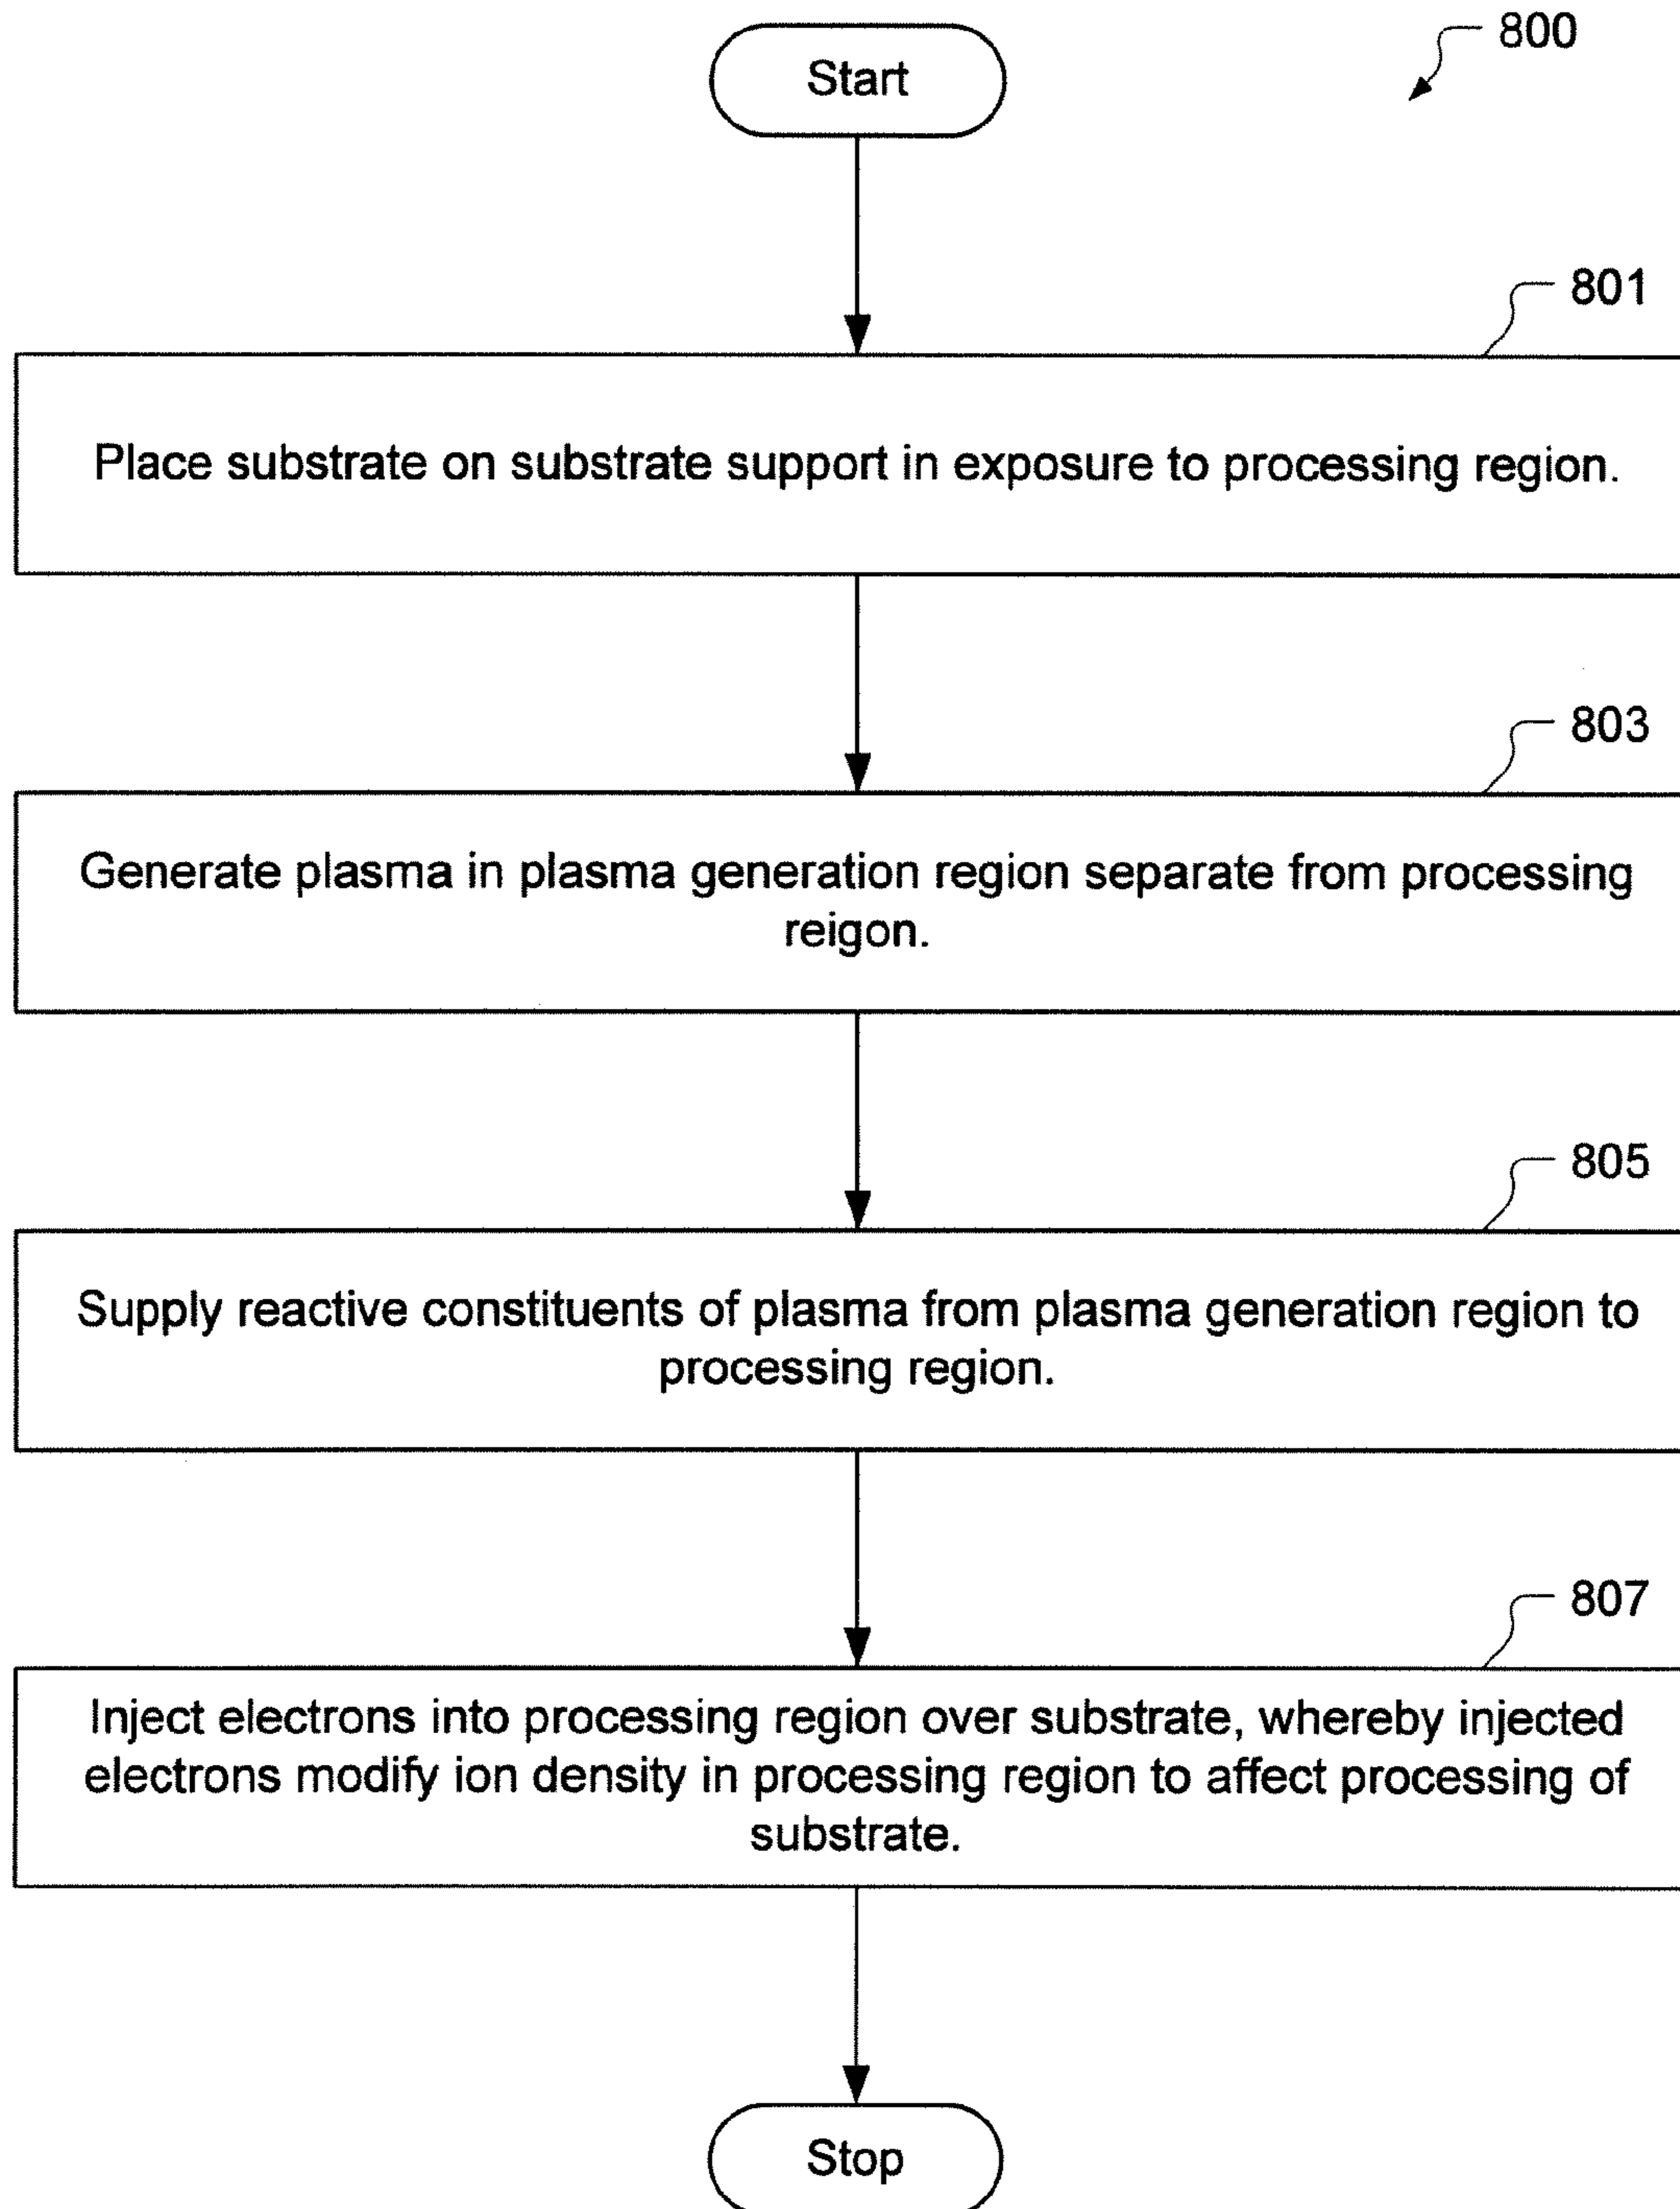 Start
800
801
Place substrate on substrate support in exposure to processing region.
803
Generate plasma in plasma generation region separate from processing
reigon.
805
Supply reactive constituents of plasma from plasma generation region to
processing region.
807
Inject electrons into processing region over substrate, whereby injected
electrons modify ion density in processing region to affect processing of
substrate.
Stop